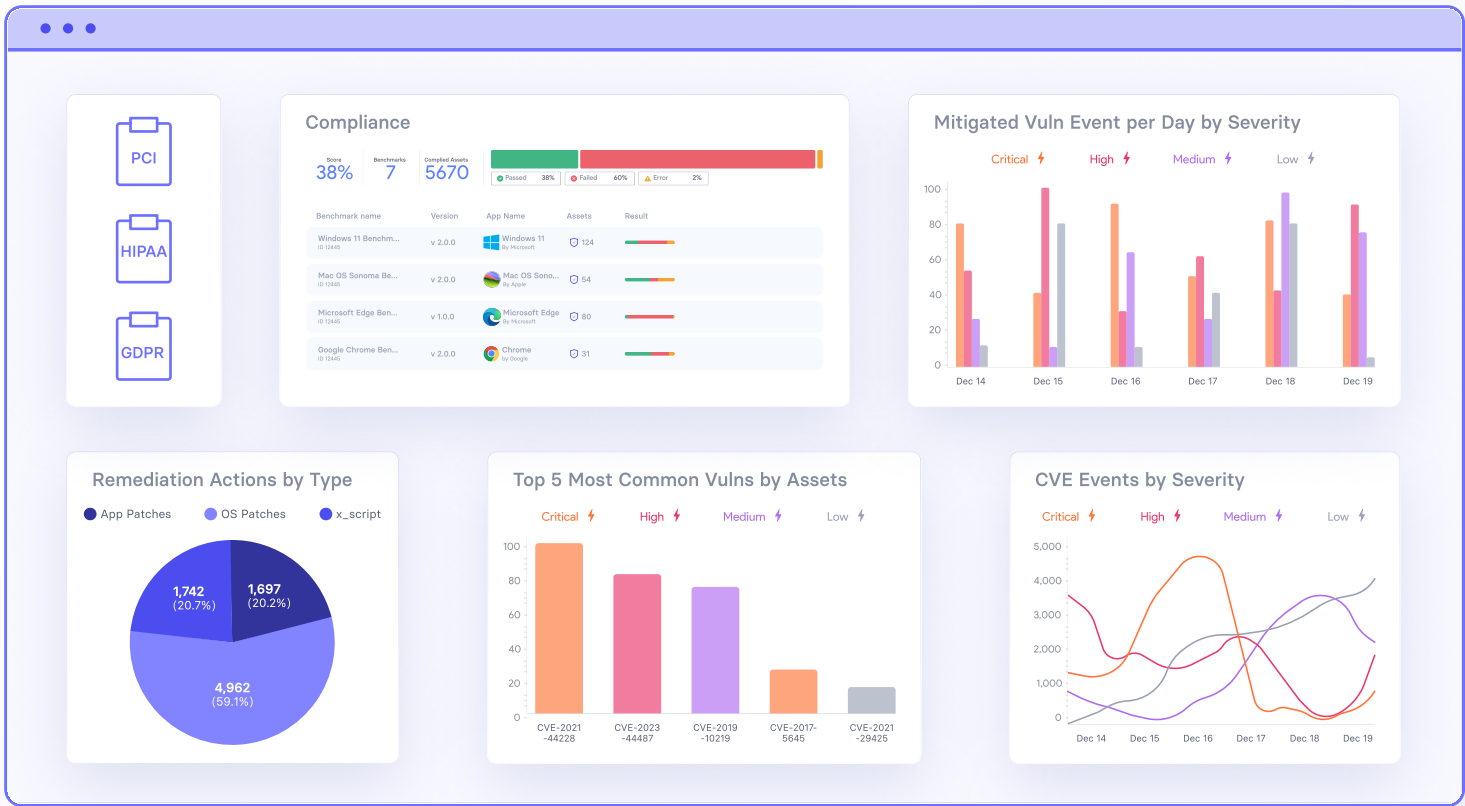 PCI
HIPAA
GDPR
Compliance
Score
38%
Benchmarks
7
Complied Assets
5670
Passed 38%
Failed 60%
Error 2%
Benchmark name Version App Name Assets Result
Windows 11 Benchm...
ID 12445
v 2.0.0
Windows 11
By Microsoft
124
Mac OS Sonoma Be...
ID 12445
v 2.0.0
Mac OS Sono...
By Apple
54
Microsoft Edge Ben...
ID 12445
v 1.0.0
Microsoft Edge
By Microsoft
80
Google Chrome Ben...
ID 12445
v 2.0.0
Chrome
by Google
31
Mitigated Vuln Event per Day by Severity
Critical High Medium Low
100
80
60
40
20
0
Dec 14 Dec 15 Dec 16 Dec 17 Dec 18 Dec 19
Remediation Actions by Type
App Patches OS Patches x_script
1,742
(20.7%)
1,697
(20.2%)
4,962
(59.1%)
Top 5 Most Common Vulns by Assets
Critical High Medium Low
100
80
60
40
20
0
CVE-2021
-44228
CVE-2023
-44487
CVE-2019
-10219
CVE-2017-
5645
CVE-2021
-29425
CVE Events by Severity
Critical High Medium Low
5,000
4,000
3,000
2,000
1,000
0
Dec 14 Dec 15 Dec 16 Dec 17 Dec 18 Dec 19